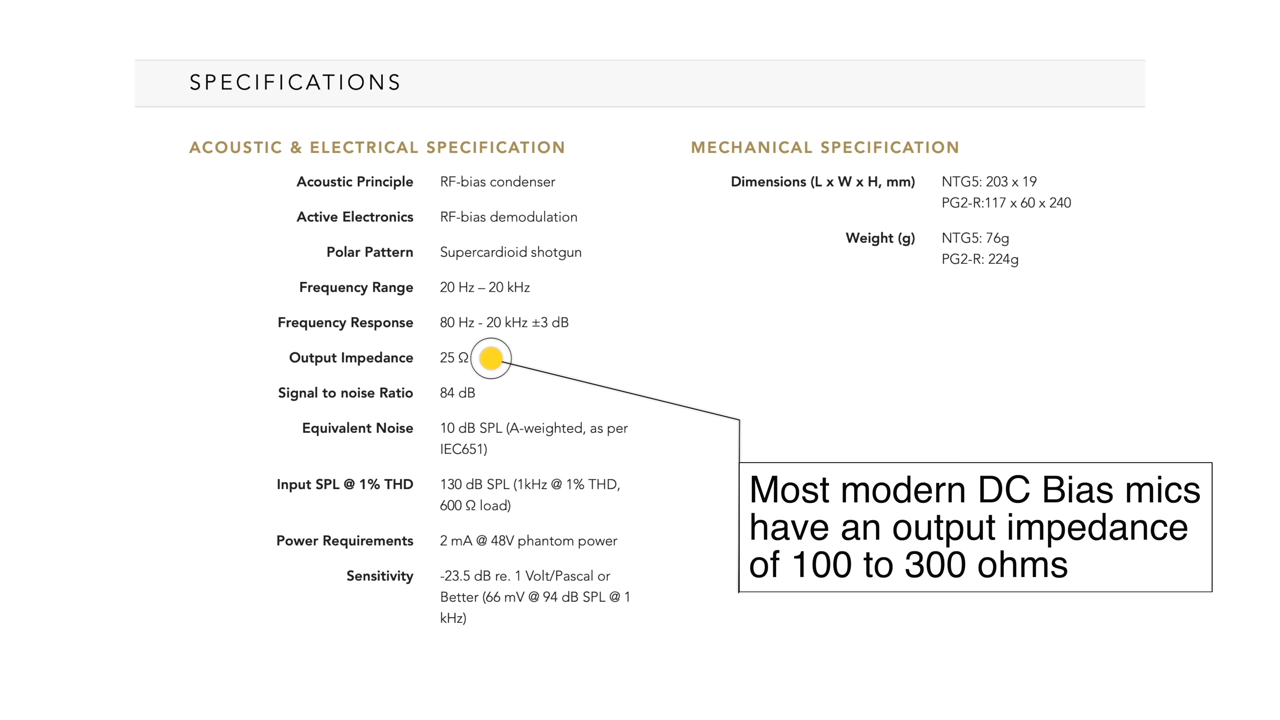 SPECIFICATIONS
ACOUSTIC & ELECTRICAL SPECIFICATION
Acoustic Principle RF-bias condenser
Active Electronics RF-bias demodulation
Polar Pattern Supercardioid shotgun
Frequency Range 20 Hz – 20 kHz
Frequency Response 80 Hz - 20 kHz ±3 dB
Output Impedance 25 Ω
Signal to noise Ratio 84 dB
Equivalent Noise 10 dB SPL (A-weighted, as per
IEC651)
Input SPL @ 1% THD 130 dB SPL (1kHz @ 1% THD,
600 Ω load)
Power Requirements 2 mA @ 48V phantom power
Sensitivity -23.5 dB re. 1 Volt/Pascal or
Better (66 mV @ 94 dB SPL @ 1
kHz)
MECHANICAL SPECIFICATION
Dimensions (L x W x H, mm) NTG5: 203 x 19
PG2-R:117 x 60 x 240
Weight (g) NTG5: 76g
PG2-R: 224g
Most modern DC Bias mics
have an output impedance
of 100 to 300 ohms